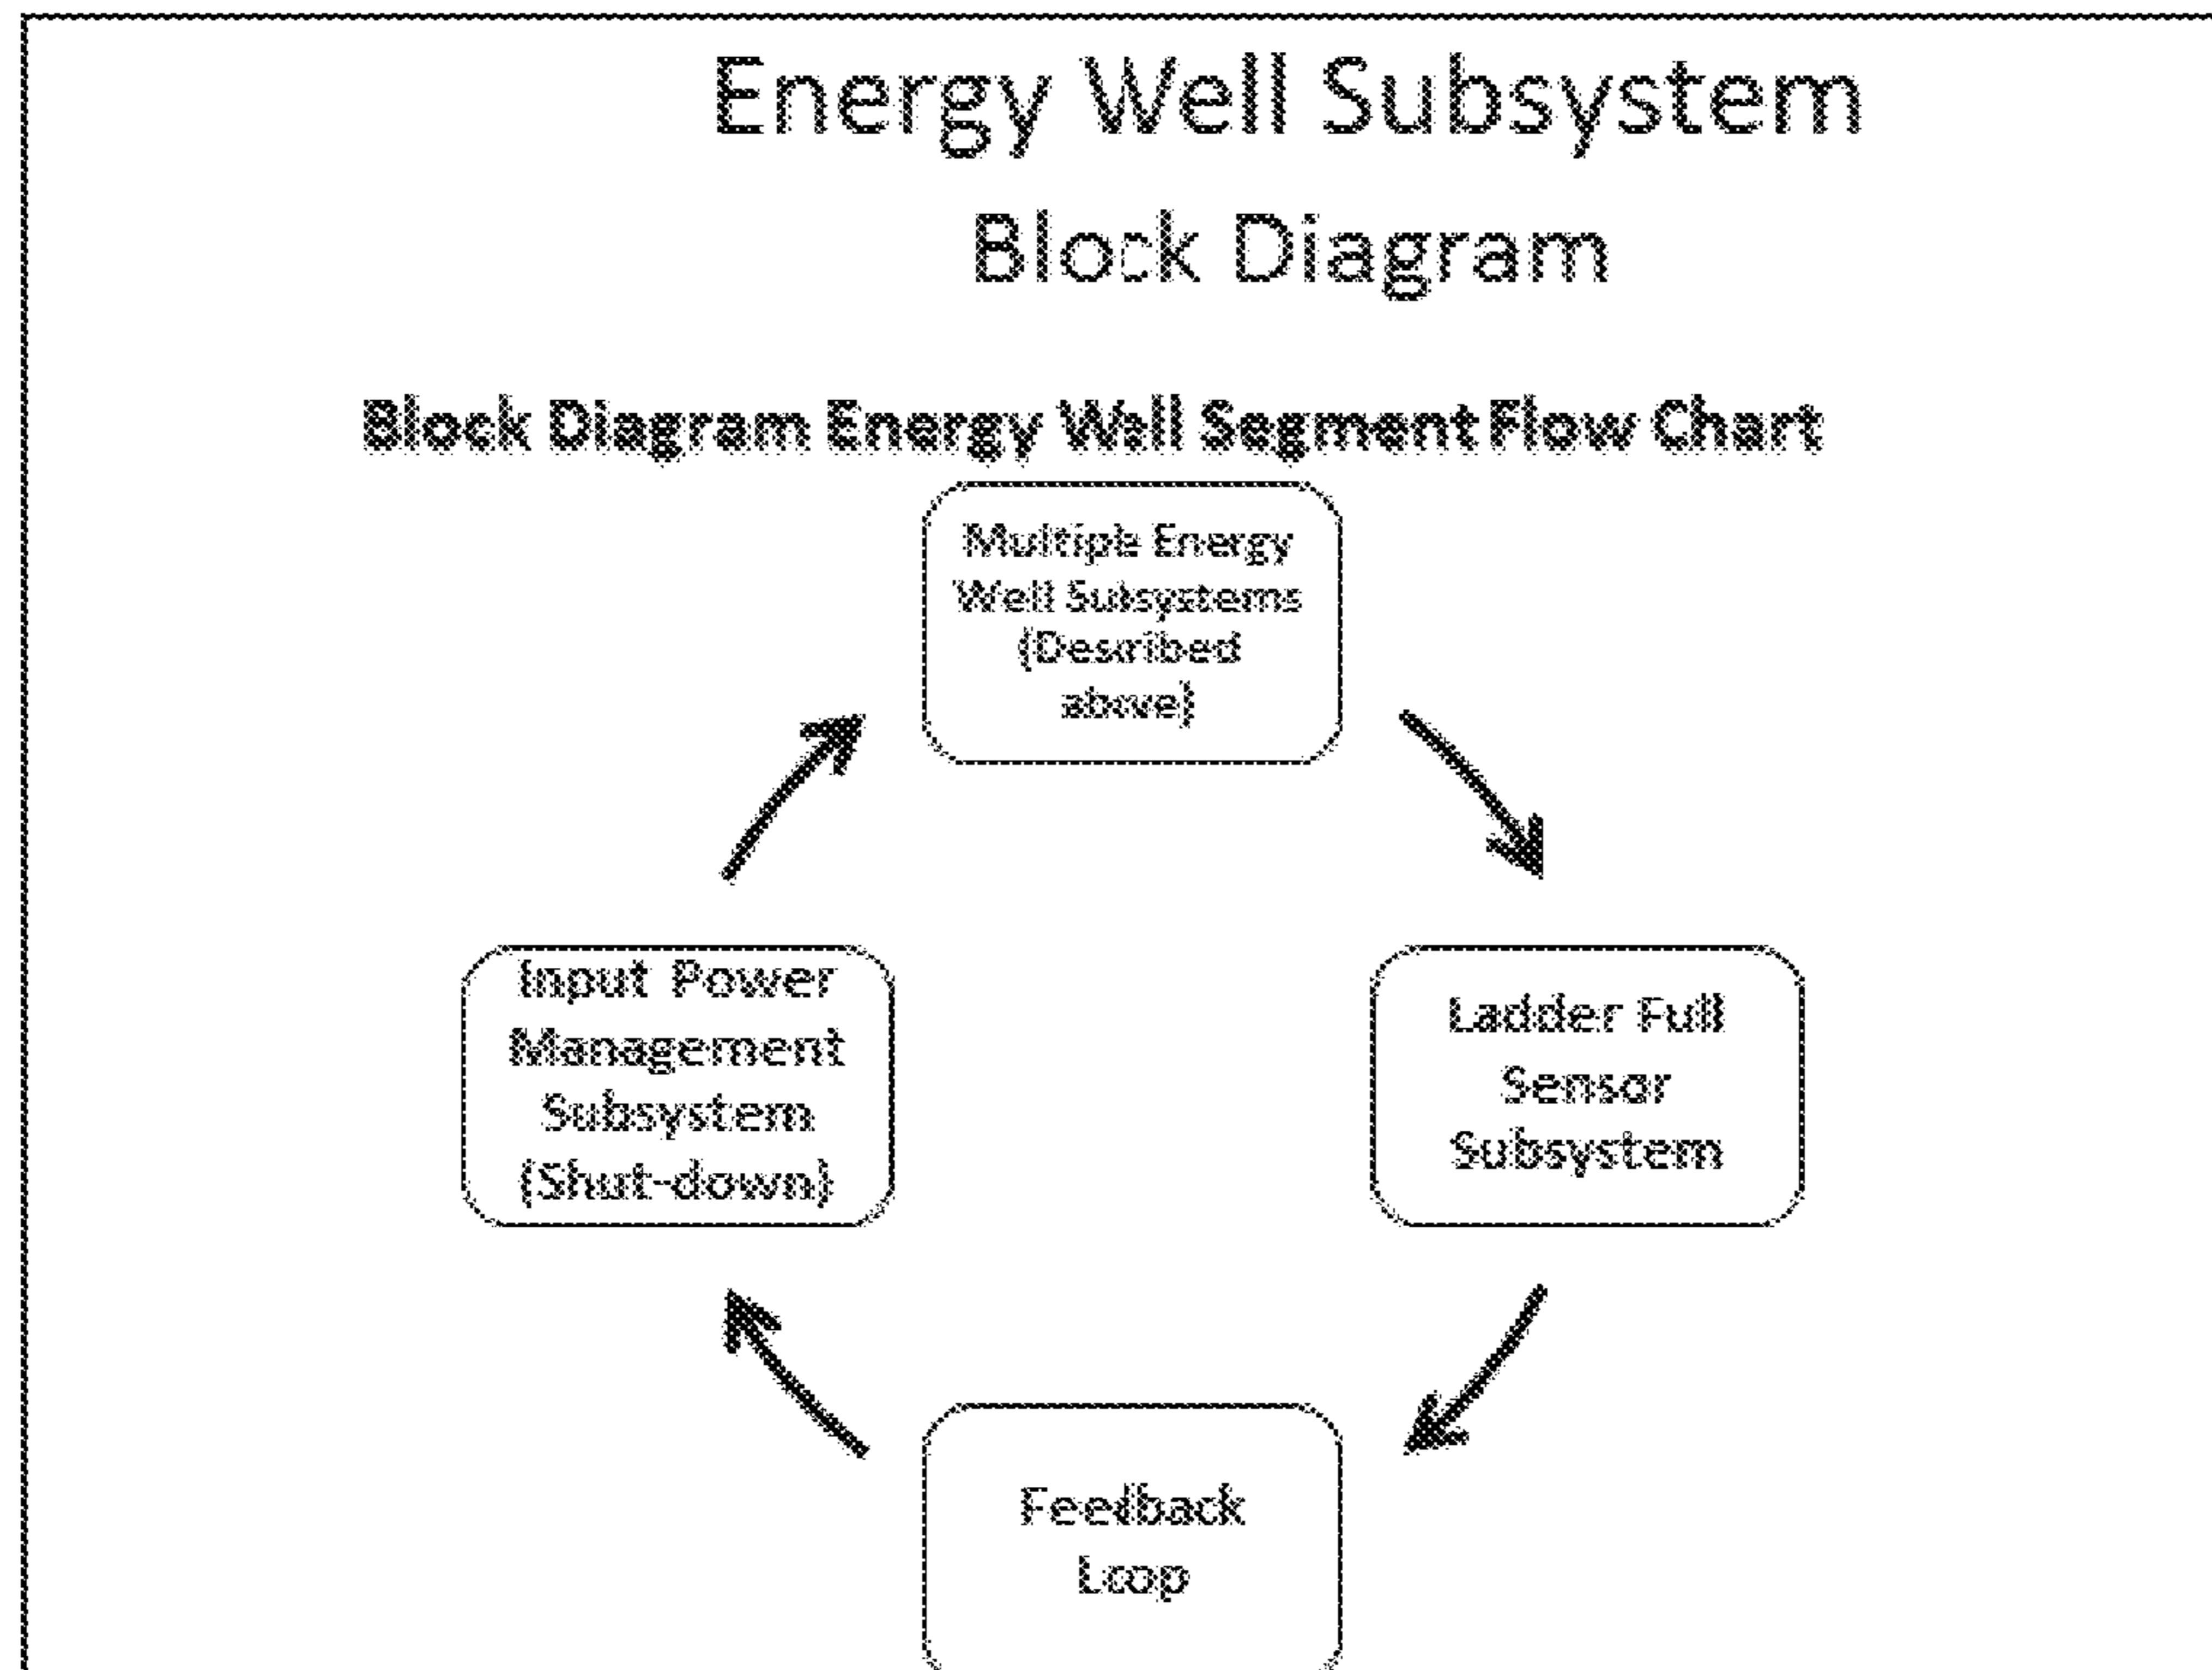 Energy Well Subsystem
Block Diagram
Block Diagram Energy Well Segment Flow Chart
Multiple Energy
Well Subsystems
(Described
above)
Input Power
Management
Subsystem
(Shut-down)
Ladder Full
Sensor
Subsystem
Feedback
Loop